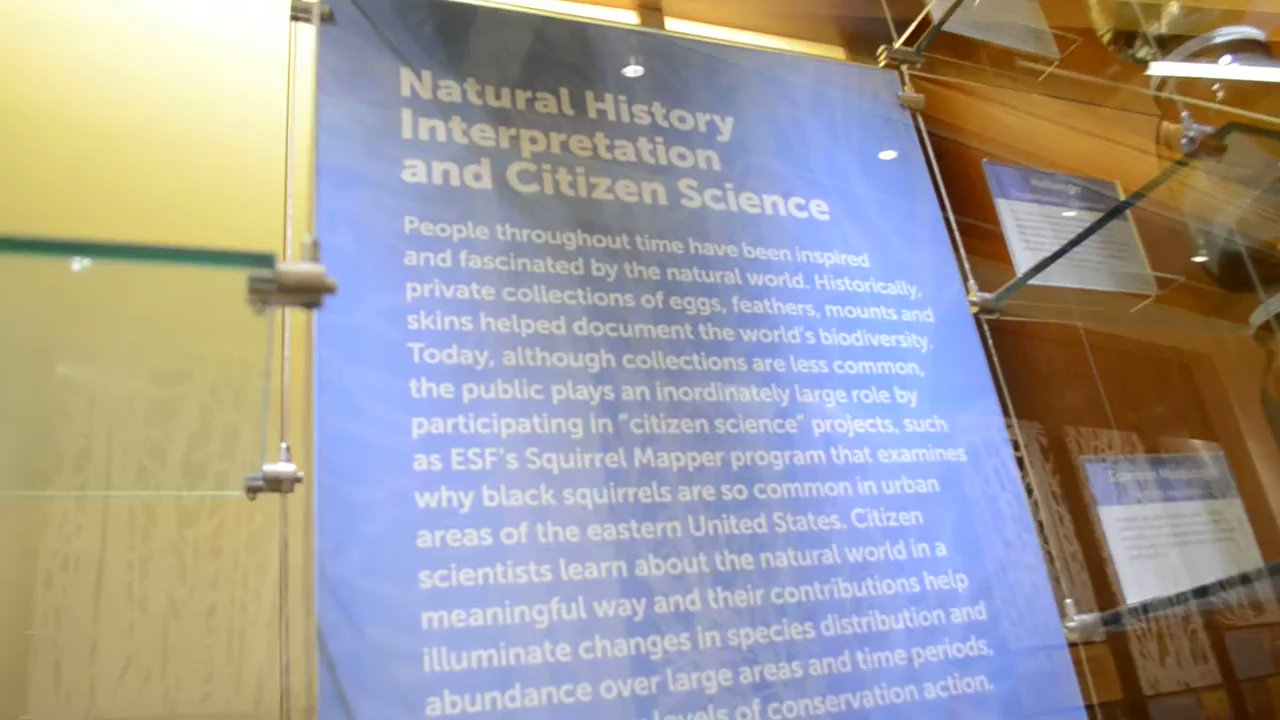 Natural History
Interpretation
and Citizen Science
People throughout time have been inspired
and fascinated by the natural world. Historically,
private collections of eggs, feathers, mounts and
skins helped document the world's biodiversity.
Today, although collections are less common,
the public plays an inordinately large role by
participating in "citizen science" projects, such
as ESF's Squirrel Mapper program that examines
why black squirrels are so common in urban
areas of the eastern United States. Citizen
scientists learn about the natural world in a
meaningful way and their contributions help
illuminate changes in species distribution and
abundance over large areas and time periods,
levels of conservation action.